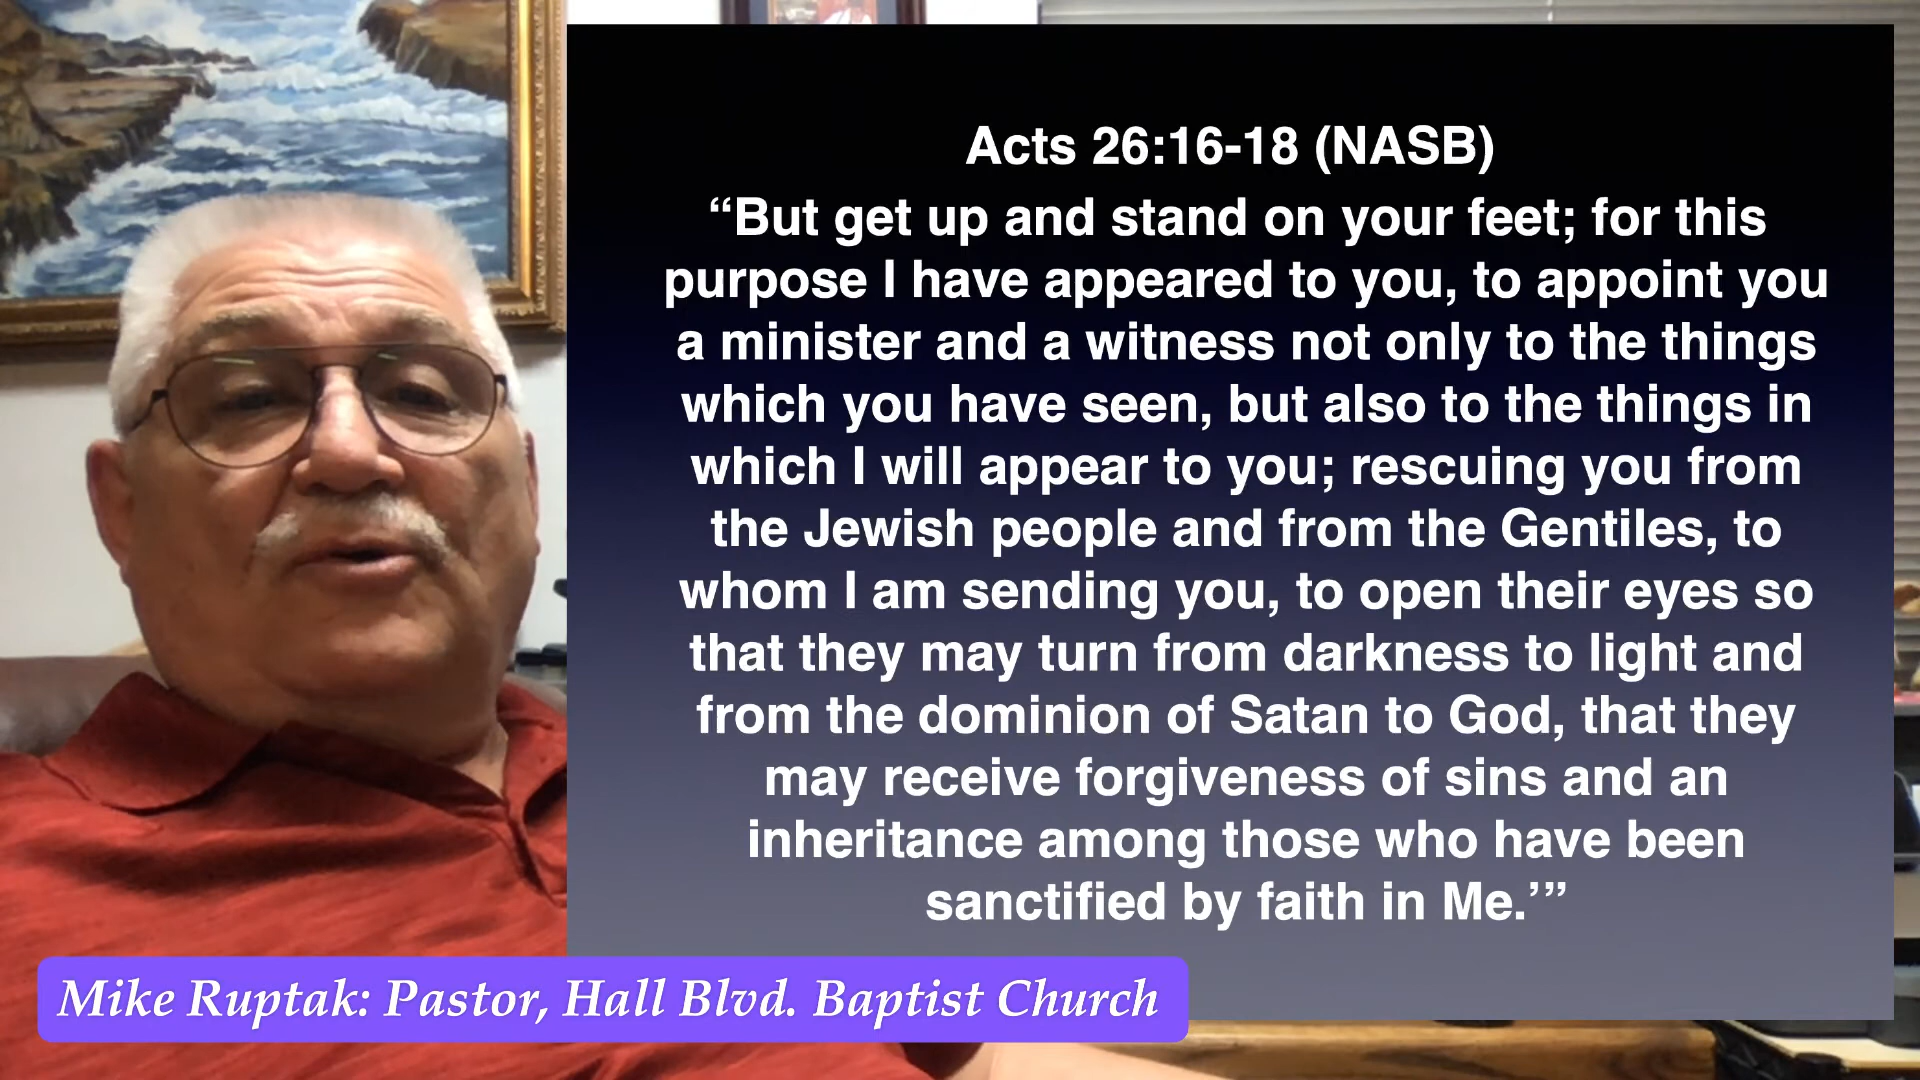 Acts 26:16-18 (NASB)
“But get up and stand on your feet; for this
purpose I have appeared to you, to appoint you
a minister and a witness not only to the things
which you have seen, but also to the things in
which I will appear to you; rescuing you from
the Jewish people and from the Gentiles, to
whom I am sending you, to open their eyes so
that they may turn from darkness to light and
from the dominion of Satan to God, that they
may receive forgiveness of sins and an
inheritance among those who have been
sanctified by faith in Me.’”
Mike Ruptak: Pastor, Hall Blvd. Baptist Church